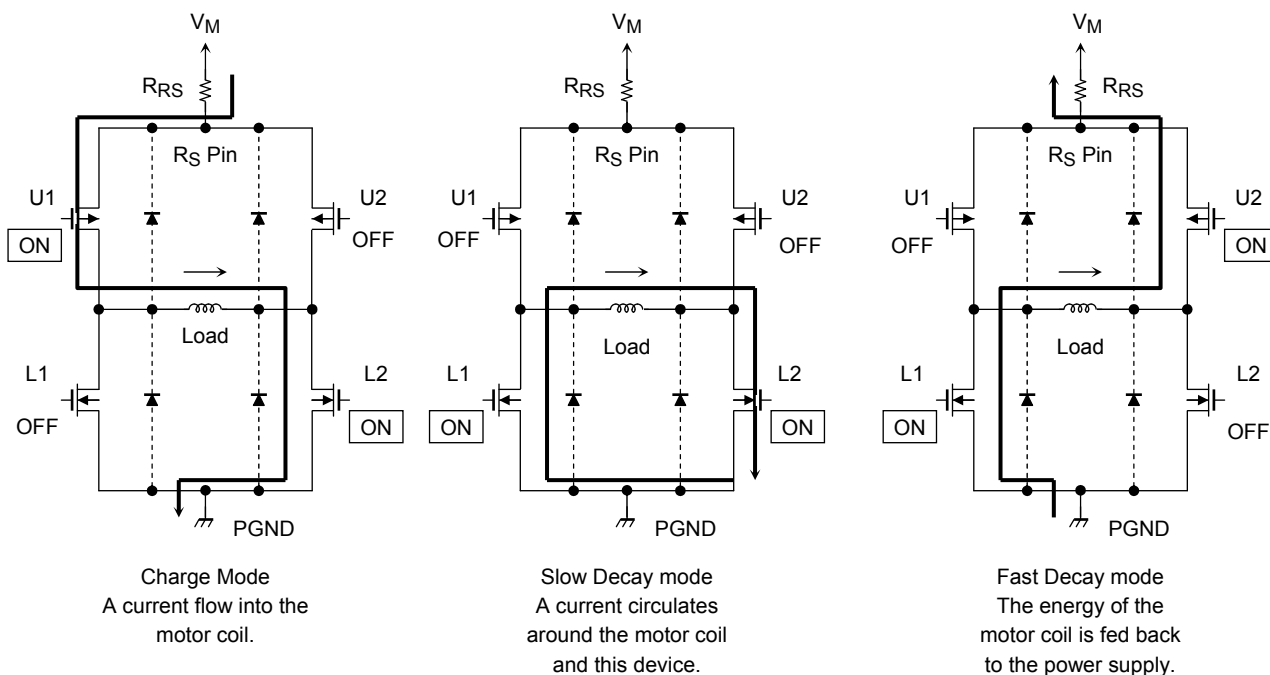 VM
RRS
RS Pin
U1
ON
U2
OFF
Load
L1
OFF
L2
ON
PGND
Charge Mode
A current flow into the
motor coil.
VM
RRS
RS Pin
U1
OFF
U2
OFF
Load
L1
ON
L2
ON
PGND
Slow Decay mode
A current circulates
around the motor coil
and this device.
VM
RRS
RS Pin
U1
OFF
U2
ON
Load
L1
ON
L2
OFF
PGND
Fast Decay mode
The energy of the
motor coil is fed back
to the power supply.